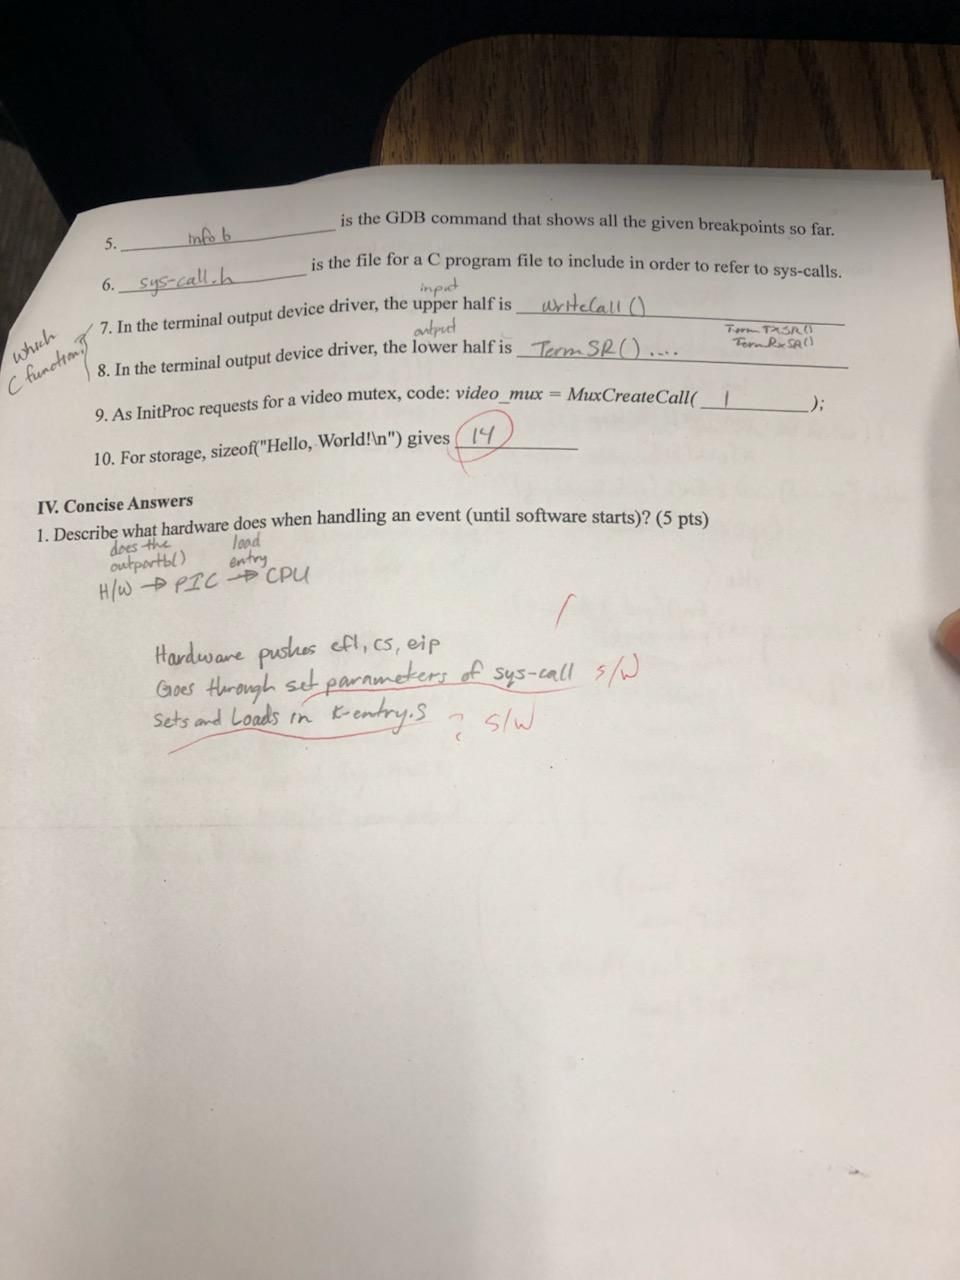 5. info b is the GDB command that shows all the given breakpoints so far.
6. sys-call.h is the file for a C program file to include in order to refer to sys-calls.
input
7. In the terminal output device driver, the upper half is WriteCall()
Which C function?
output
TermTxSR()
TermRxSR()
8. In the terminal output device driver, the lower half is TermSR() ....
9. As InitProc requests for a video mutex, code: video_mux = MuxCreateCall( 1 );
10. For storage, sizeof("Hello, World!\n") gives 14
IV. Concise Answers
1. Describe what hardware does when handling an event (until software starts)? (5 pts)
does the load
outportb() entry
H/W → PIC → CPU
Hardware pushes efl, cs, eip
Goes through set parameters of sys-call s/W
Sets and Loads in K-entry.S ? s/W